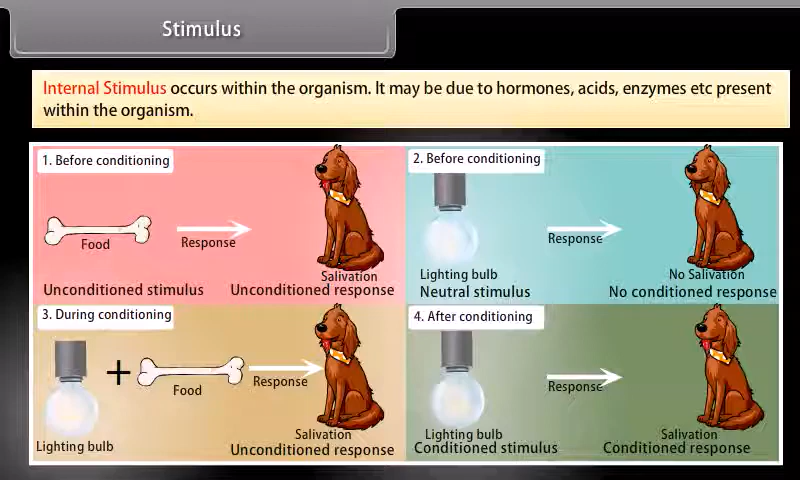 Stimulus
Internal Stimulus occurs within the organism. It may be due to hormones, acids, enzymes etc present
within the organism.
1. Before conditioning
Food
Response
Salivation
Unconditioned stimulus
Unconditioned response
2. Before conditioning
Response
Lighting bulb
No Salivation
Neutral stimulus
No conditioned response
3. During conditioning
+
Food
Response
Lighting bulb
Salivation
Unconditioned response
4. After conditioning
Response
Lighting bulb
Salivation
Conditioned stimulus
Conditioned response